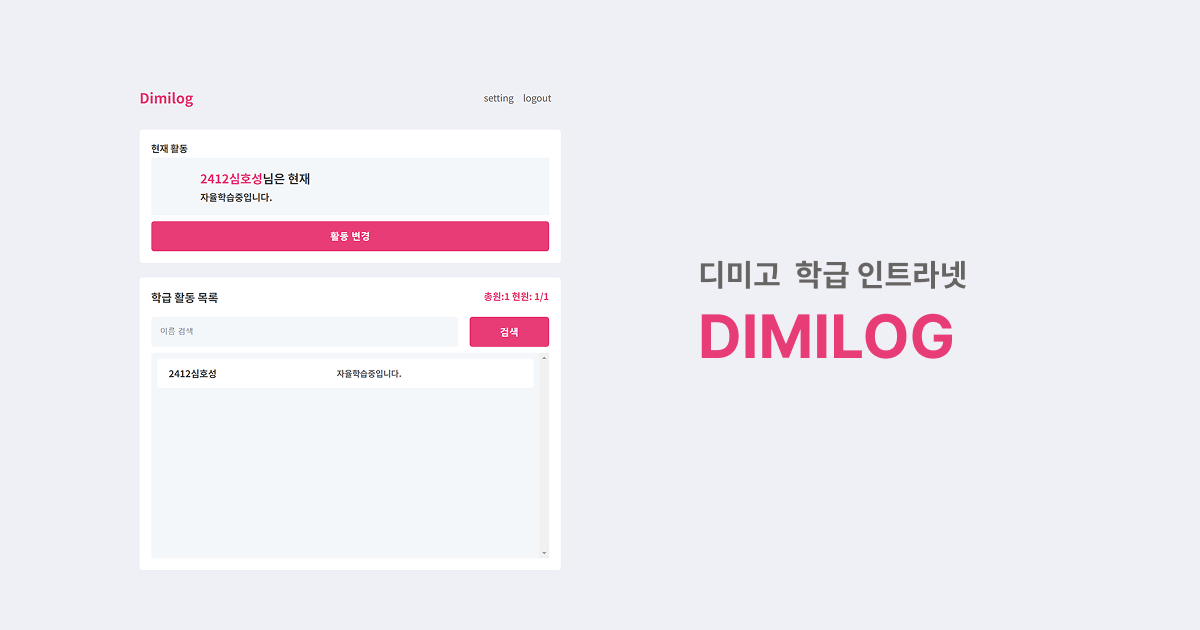 Dimilog
setting logout
현재 활동
2412심호성님은 현재
자율학습중입니다.
활동 변경
학급 활동 목록
총원:1 현원: 1/1
이름 검색
검색
2412심호성 자율학습중입니다.
디미고 학급 인트라넷
DIMILOG